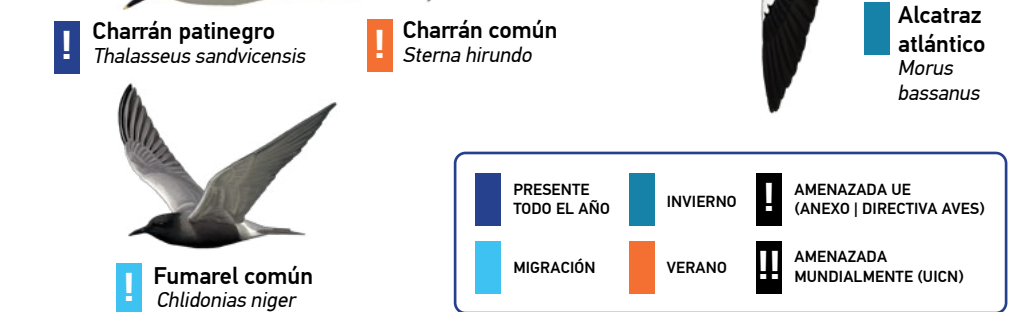 !
Charrán patinegro
Thalasseus sandvicensis
!
Charrán común
Sterna hirundo
Alcatraz
atlántico
Morus
bassanus
!
Fumarel común
Chlidonias niger
PRESENTE
TODO EL AÑO
INVIERNO
!
AMENAZADA UE
(ANEXO | DIRECTIVA AVES)
MIGRACIÓN
VERANO
!!
AMENAZADA
MUNDIALMENTE (UICN)